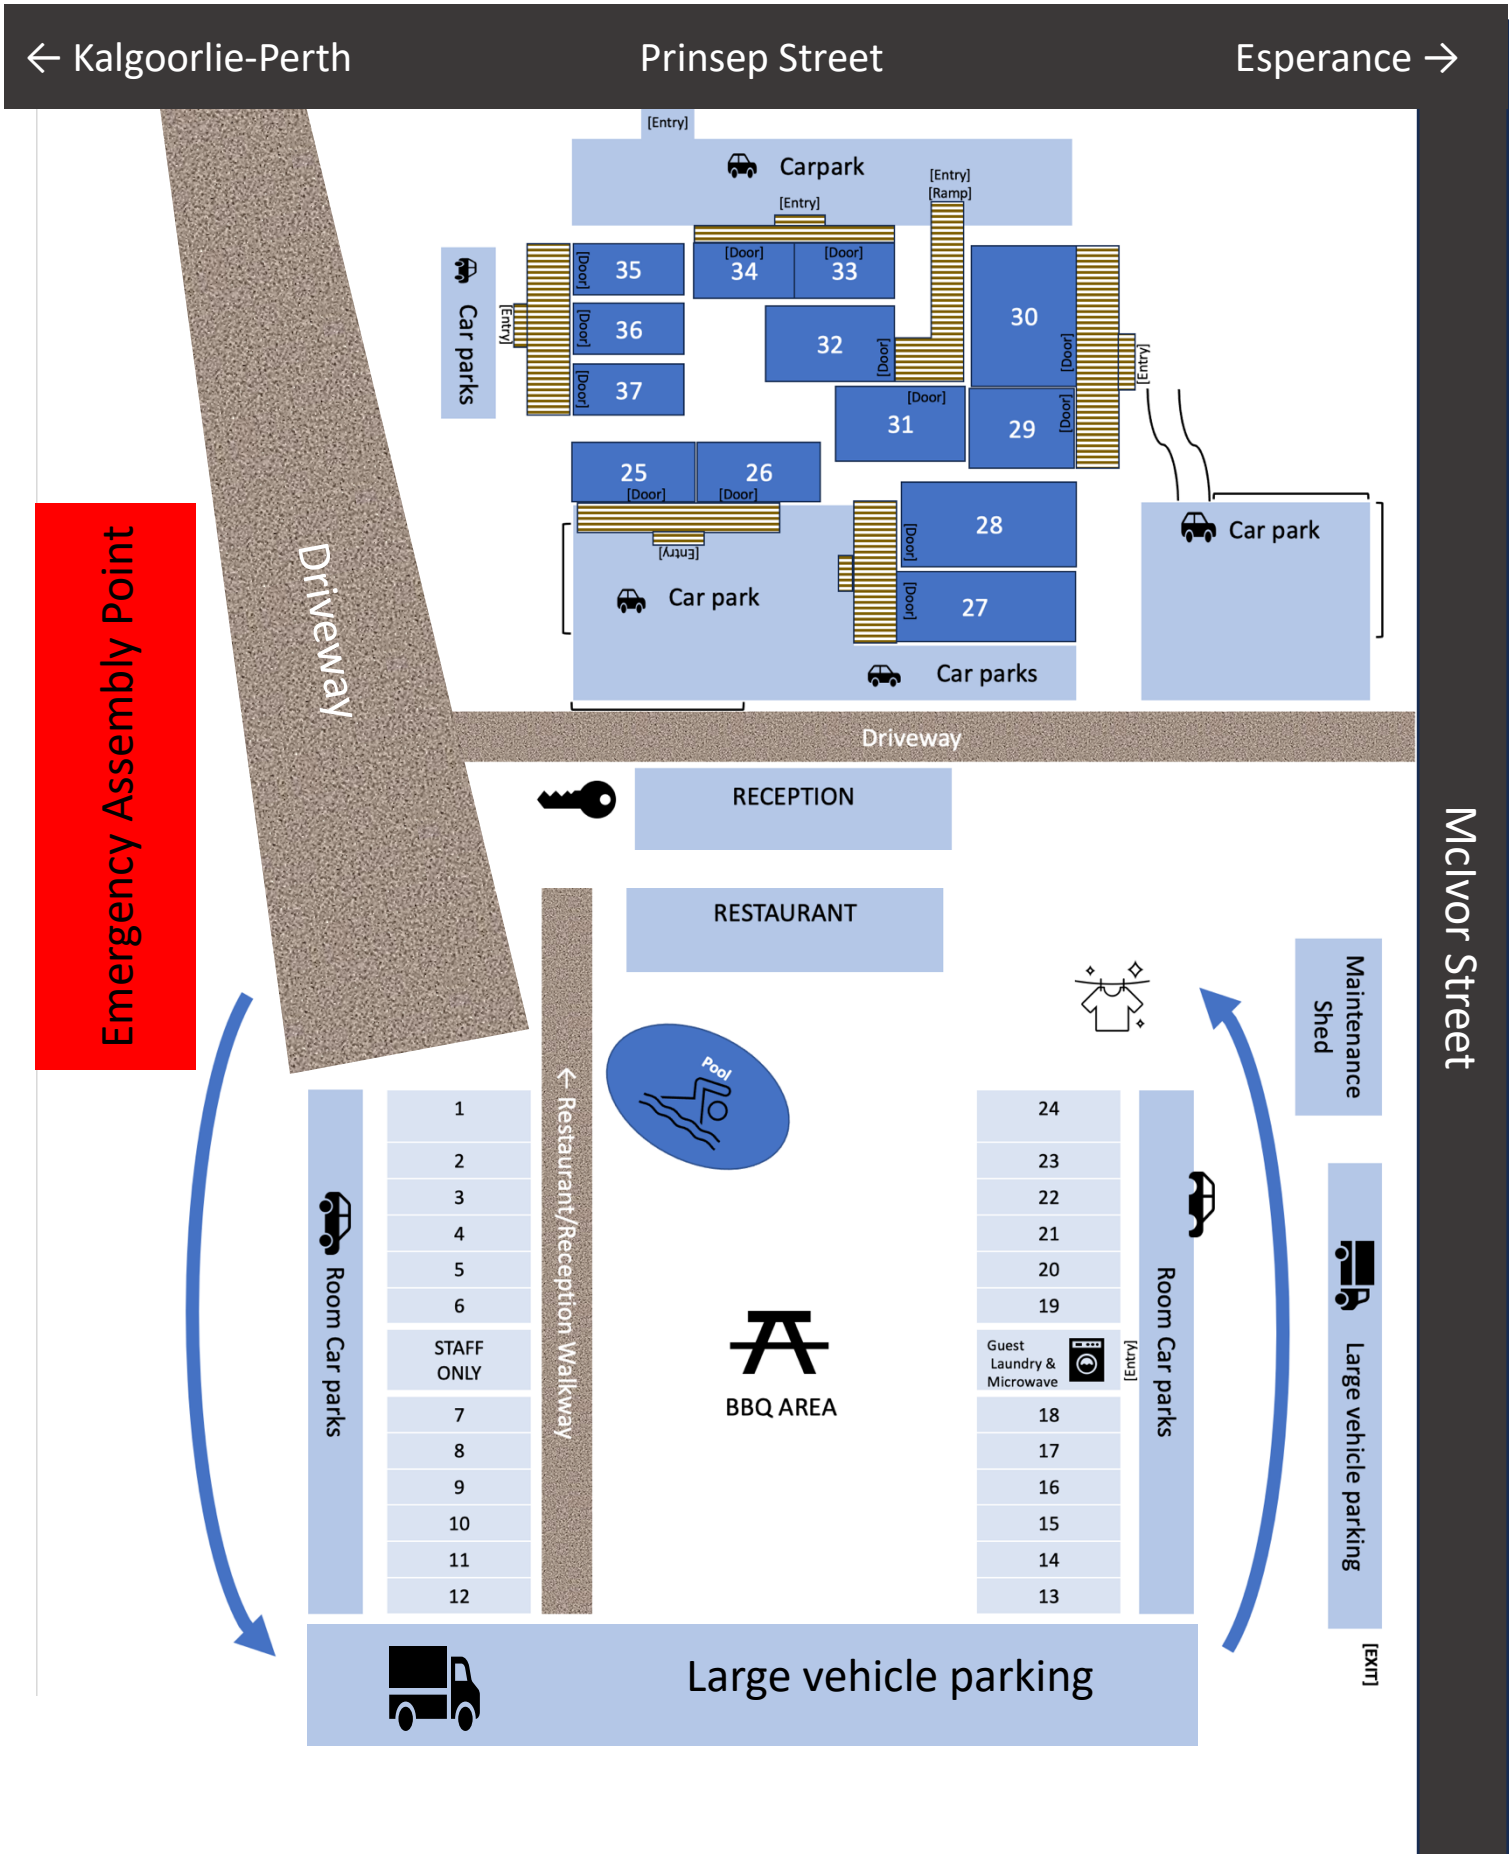 ← Kalgoorlie-Perth
Prinsep Street
Esperance →
[Entry]
Carpark
[Entry]
[Ramp]
[Entry]
Car parks
[Entry]
[Door]
35
[Door]
36
[Door]
37
[Door]
34
[Door]
33
32
[Door]
30
[Door]
[Entry]
[Door]
31
29
[Door]
25
[Door]
26
[Door]
[Entry]
Car park
28
[Door]
27
[Door]
Car parks
Car park
Driveway
Driveway
Emergency Assembly Point
RECEPTION
RESTAURANT
McIvor Street
Maintenance
Shed
Pool
← Restaurant/Reception Walkway
Room Car parks
1
2
3
4
5
6
STAFF
ONLY
7
8
9
10
11
12
BBQ AREA
24
23
22
21
20
19
Guest
Laundry &
Microwave
[Entry]
18
17
16
15
14
13
Room Car parks
Large vehicle parking
[EXIT]
Large vehicle parking